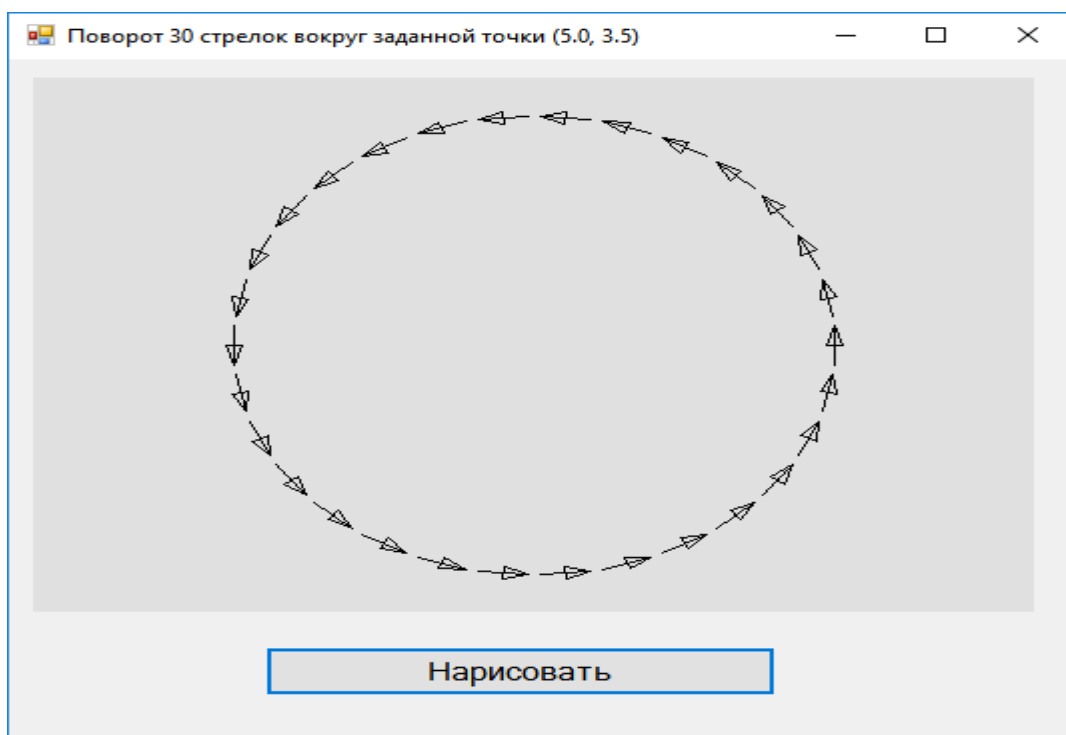 Поворот 30 стрелок вокруг заданной точки (5.0, 3.5)
Нарисовать